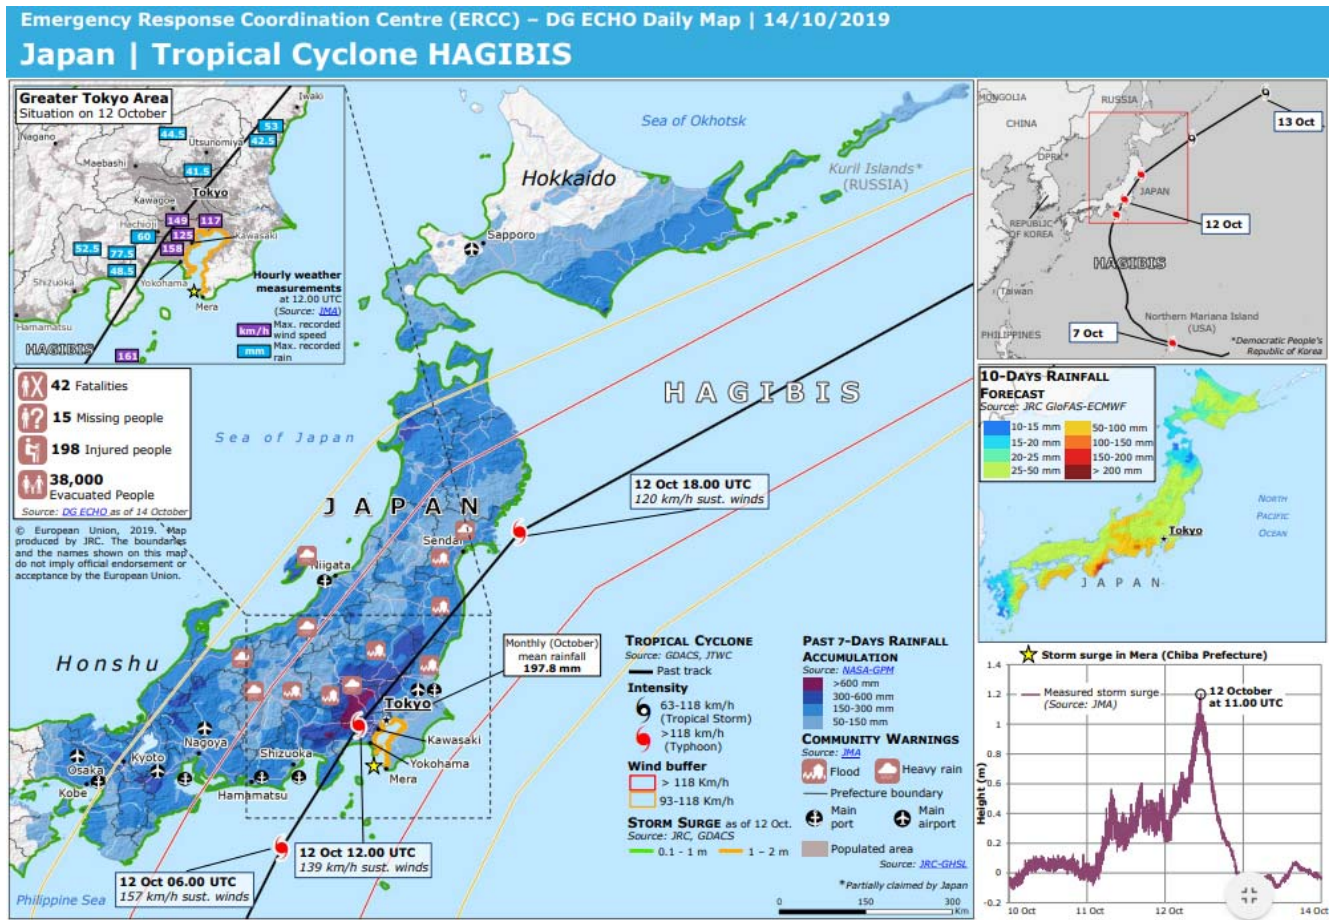 Emergency Response Coordination Centre (ERCC) – DG ECHO Daily Map | 14/10/2019
Japan | Tropical Cyclone HAGIBIS
Greater Tokyo Area
Situation on 12 October
Iwaki
Nagano
44.5
53
42.5
Utsunomiya
Maebashi
41.5
Tokyo
Kawagoe
149
117
Hachioji
60
125
Kawasaki
52.5
77.5
158
48.5
Shizuoka
Yokohama
Mera
Hamamatsu
HAGIBIS
161
Hourly weather
measurements
at 12.00 UTC
(Source: JMA)
km/h
Max. recorded
wind speed
mm
Max. recorded
rain
42 Fatalities
15 Missing people
198 Injured people
38,000
Evacuated People
Source: DG ECHO as of 14 October
© European Union, 2019. Map
produced by JRC. The boundaries
and the names shown on this map
do not imply official endorsement or
acceptance by the European Union.
Sea of Okhotsk
Hokkaido
Kuril Islands*
(RUSSIA)
Sapporo
Sea of Japan
HAGIBIS
JAPAN
12 Oct 18.00 UTC
120 km/h sust. winds
Sendai
Niigata
Honshu
Monthly (October)
mean rainfall
197.8 mm
Tokyo
Kawasaki
Yokohama
Mera
Nagoya
Shizuoka
Kyoto
Osaka
Kobe
Hamamatsu
12 Oct 12.00 UTC
139 km/h sust. winds
12 Oct 06.00 UTC
157 km/h sust. winds
Philippine Sea
TROPICAL CYCLONE
Source: GDACS, JTWC
Past track
Intensity
63-118 km/h
(Tropical Storm)
>118 km/h
(Typhoon)
Wind buffer
> 118 Km/h
93-118 Km/h
STORM SURGE as of 12 Oct.
Source: JRC, GDACS
0.1 - 1 m
1 – 2 m
PAST 7-DAYS RAINFALL
ACCUMULATION
Source: NASA-GPM
>600 mm
300-600 mm
150-300 mm
50-150 mm
COMMUNITY WARNINGS
Source: JMA
Flood
Heavy rain
Prefecture boundary
Main
port
Main
airport
Populated area
Source: JRC-GHSL
*Partially claimed by Japan
0
150
300
Km
MONGOLIA
RUSSIA
CHINA
13 Oct
DPRK*
JAPAN
REPUBLIC
OF KOREA
12 Oct
HAGIBIS
Taiwan
Northern Mariana Island
(USA)
PHILIPPINES
7 Oct
*Democratic People's
Republic of Korea
10-DAYS RAINFALL
FORECAST
Source: JRC GloFAS-ECMWF
10-15 mm
50-100 mm
15-20 mm
100-150 mm
20-25 mm
150-200 mm
25-50 mm
> 200 mm
NORTH
PACIFIC
OCEAN
Tokyo
JAPAN
Storm surge in Mera (Chiba Prefecture)
1.4
1.2
1
0.8
0.6
0.4
0.2
0
-0.2
Height (m)
Measured storm surge
(Source: JMA)
12 October
at 11.00 UTC
10 Oct
11 Oct
12 Oct
14 Oct